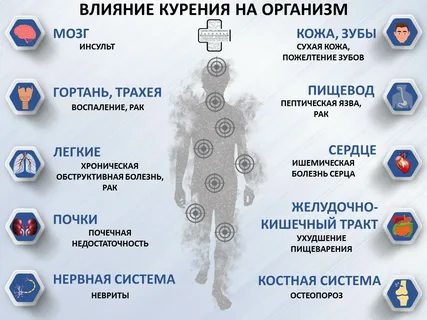 ВЛИЯНИЕ КУРЕНИЯ НА ОРГАНИЗМ
МОЗГ
ИНСУЛЬТ
ГОРТАНЬ, ТРАХЕЯ
ВОСПАЛЕНИЕ, РАК
ЛЕГКИЕ
ХРОНИЧЕСКАЯ
ОБСТРУКТИВНАЯ БОЛЕЗНЬ,
РАК
ПОЧКИ
ПОЧЕЧНАЯ
НЕДОСТАТОЧНОСТЬ
НЕРВНАЯ СИСТЕМА
НЕВРИТЫ
КОЖА, ЗУБЫ
СУХАЯ КОЖА,
ПОЖЕЛТЕНИЕ ЗУБОВ
ПИЩЕВОД
ПЕПТИЧЕСКАЯ ЯЗВА,
РАК
СЕРДЦЕ
ИШЕМИЧЕСКАЯ
БОЛЕЗНЬ СЕРЦА
ЖЕЛУДОЧНО-
КИШЕЧНЫЙ ТРАКТ
УХУДШЕНИЕ
ПИЩЕВАРЕНИЯ
КОСТНАЯ СИСТЕМА
ОСТЕОПОРОЗ